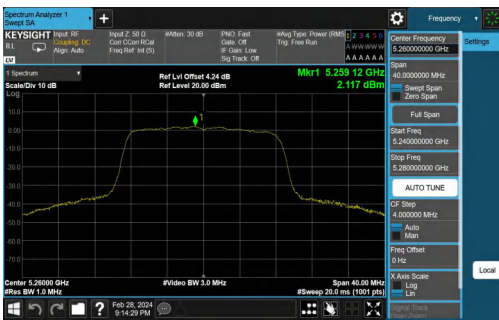 Spectrum Analyzer 1
Swept SA
Frequency
KEYSIGHT
Input: RF
Input Z: 50 Ω
#Atten: 30 dB
PNO: Fast
#Avg Type: Power (RMS
1 2 3 4 5 6
RL
Coupling: DC
Corr CCorr RCal
Gate: Off
Trig: Free Run
A W W W W W
Align: Auto
Freq Ref: Int (S)
IF Gain: Low
Sig Track: Off
A A A A A A
LV
1 Spectrum
Ref Lvl Offset 4.24 dB
Mkr1 5.259 12 GHz
Scale/Div 10 dB
Ref Level 20.00 dBm
2.117 dBm
Log
1
10.0
0.00
-10.0
-20.0
-30.0
-40.0
-50.0
-60.0
-70.0
Center 5.26000 GHz
#Video BW 3.0 MHz
Span 40.00 MHz
#Res BW 1.0 MHz
#Sweep 20.0 ms (1001 pts)
Feb 28, 2024
9:14:29 PM
Center Frequency
5.260000000 GHz
Settings
Span
40.0000000 MHz
Swept Span
Zero Span
Full Span
Start Freq
5.240000000 GHz
Stop Freq
5.280000000 GHz
AUTO TUNE
CF Step
4.000000 MHz
Auto
Man
Freq Offset
0 Hz
X Axis Scale
Log
Lin
Local
Signal Track